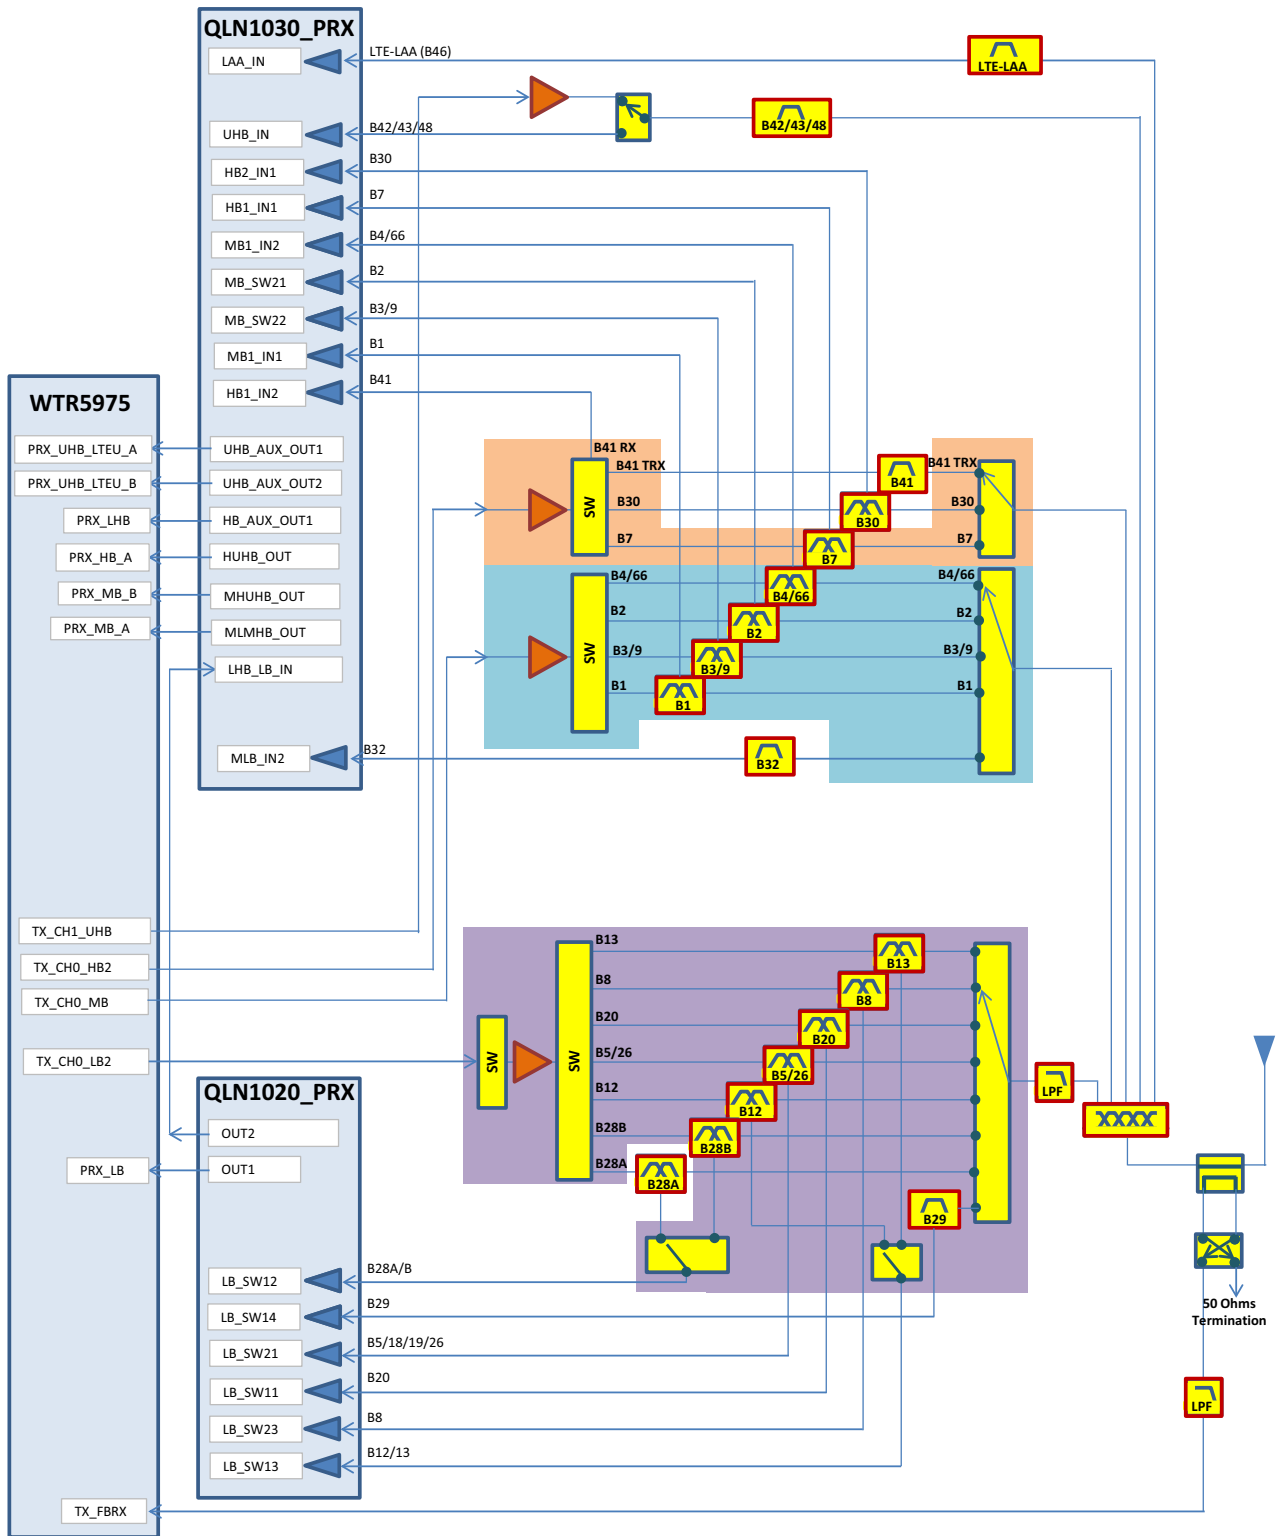 QLN1030_PRX
LAA_IN
LTE-LAA (B46)
LTE-LAA
UHB_IN
B42/43/48
B42/43/48
HB2_IN1
B30
HB1_IN1
B7
MB1_IN2
B4/66
MB_SW21
B2
MB_SW22
B3/9
MB1_IN1
B1
HB1_IN2
B41
WTR5975
PRX_UHB_LTEU_A
UHB_AUX_OUT1
PRX_UHB_LTEU_B
UHB_AUX_OUT2
PRX_LHB
HB_AUX_OUT1
PRX_HB_A
HUHB_OUT
PRX_MB_B
MHUHB_OUT
PRX_MB_A
MLMHB_OUT
LHB_LB_IN
MLB_IN2
B32
B32
B41 RX
B41 TRX
B41
B41 TRX
SW
B30
B30
B30
B7
B7
B7
B4/66
B4/66
B4/66
B2
B2
B2
SW
B3/9
B3/9
B3/9
B1
B1
B1
TX_CH1_UHB
TX_CH0_HB2
TX_CH0_MB
TX_CH0_LB2
B13
B13
B8
B8
B20
B20
SW
SW
B5/26
B5/26
B12
B12
B28B
B28B
B28A
B28A
B29
LPF
XXXX
QLN1020_PRX
OUT2
PRX_LB
OUT1
LB_SW12
B28A/B
LB_SW14
B29
LB_SW21
B5/18/19/26
LB_SW11
B20
LB_SW23
B8
LB_SW13
B12/13
50 Ohms
Termination
LPF
TX_FBRX